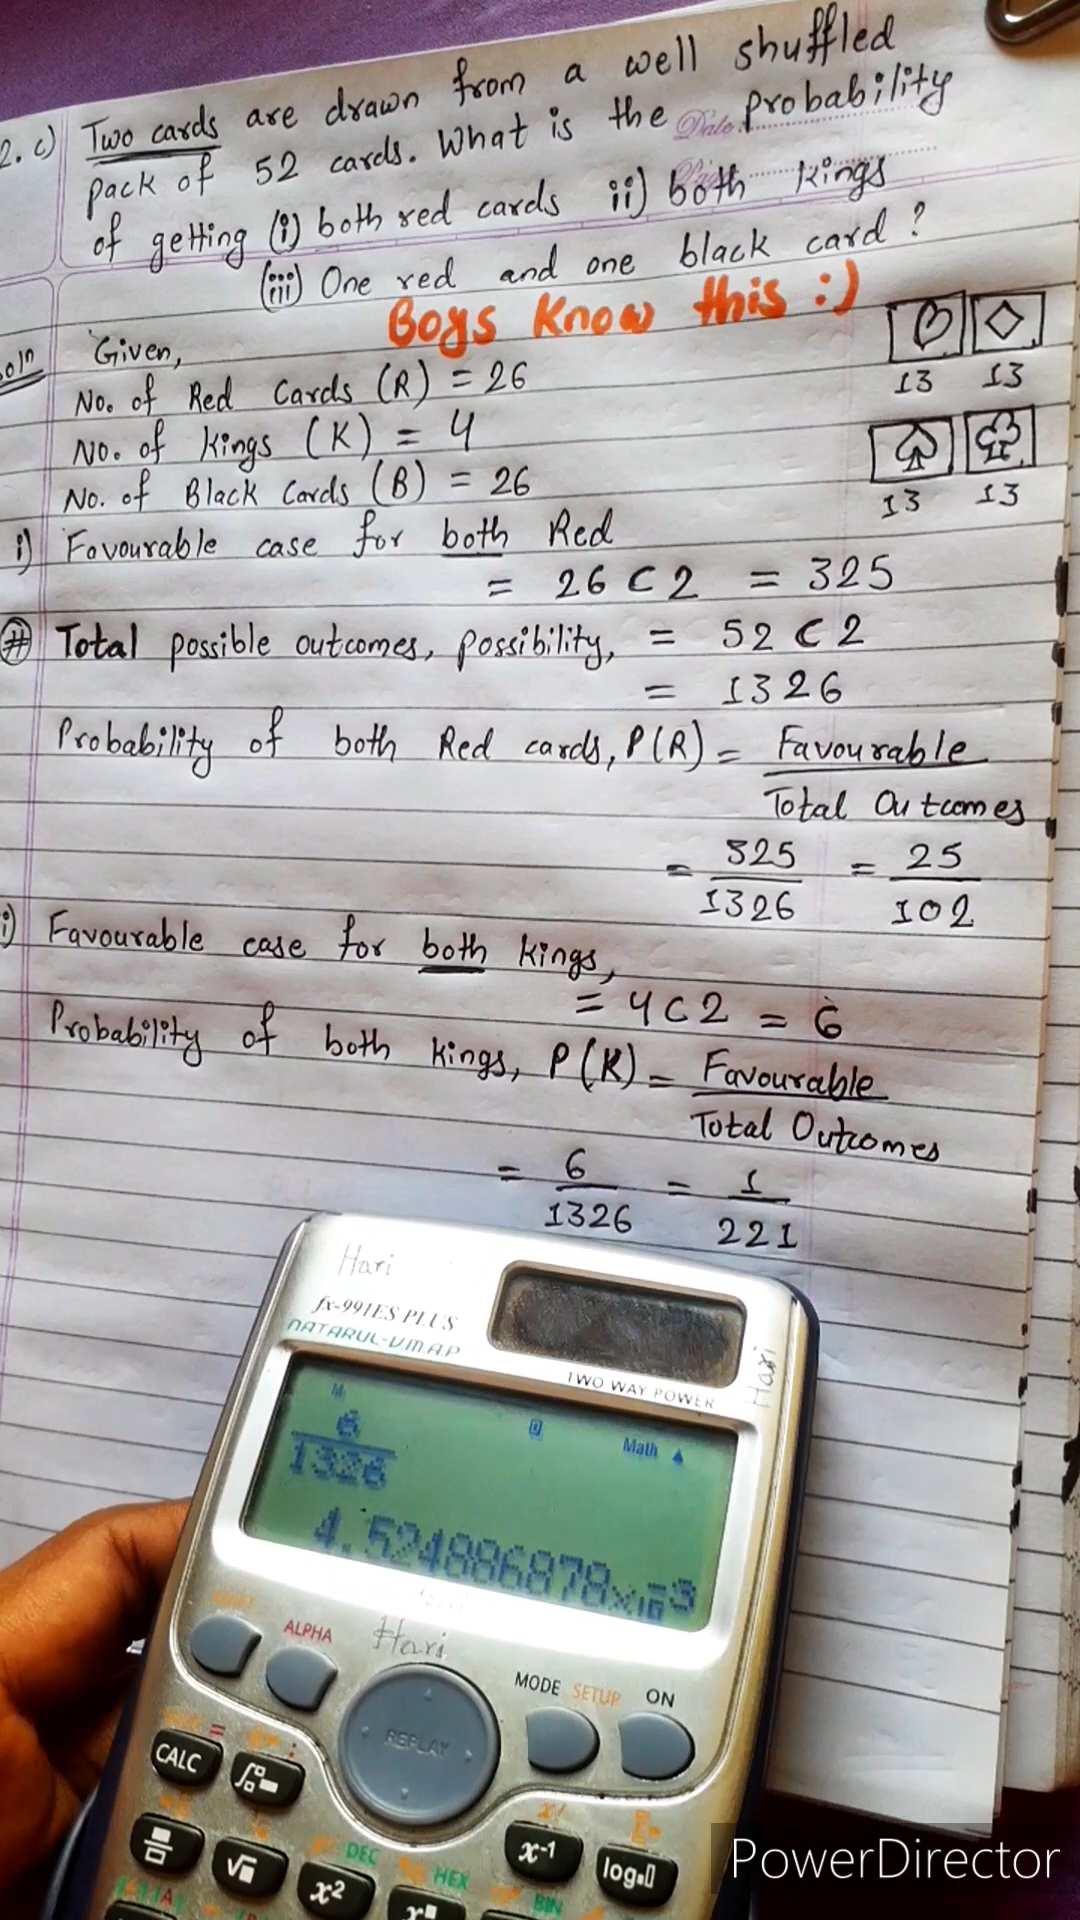 2. c) Two cards are drawn from a well shuffled
pack of 52 cards. What is the probability
of getting (i) both red cards ii) both kings
(iii) One red and one black card ?
Date:
Boys Know this :)
Soln Given,
No. of Red Cards (R) = 26
13 13
No. of kings (K) = 4
No. of Black Cards (B) = 26
13 13
i) Favourable case for both Red
= 26 C 2 = 325
# Total possible outcomes, possibility, = 52 C 2
= 1326
Probability of both Red cards, P(R) = Favourable
Total Outcomes
= 325 = 25
1326 102
i) Favourable case for both kings,
= 4C2 = 6
Probability of both kings, P(K) = Favourable
Total Outcomes
= 6 = 1
1326 221
Hari
fx-991ES PLUS
NATARUL-V.M.A.P
TWO WAY POWER
Hari
M D Math ▲
6
1326
4.524886878×10⁻³
SHIFT ALPHA Hari MODE SETUP ON
REPLAY
CALC = :
x! x⁻¹ log
√ x² DEC HEX BIN
PowerDirector